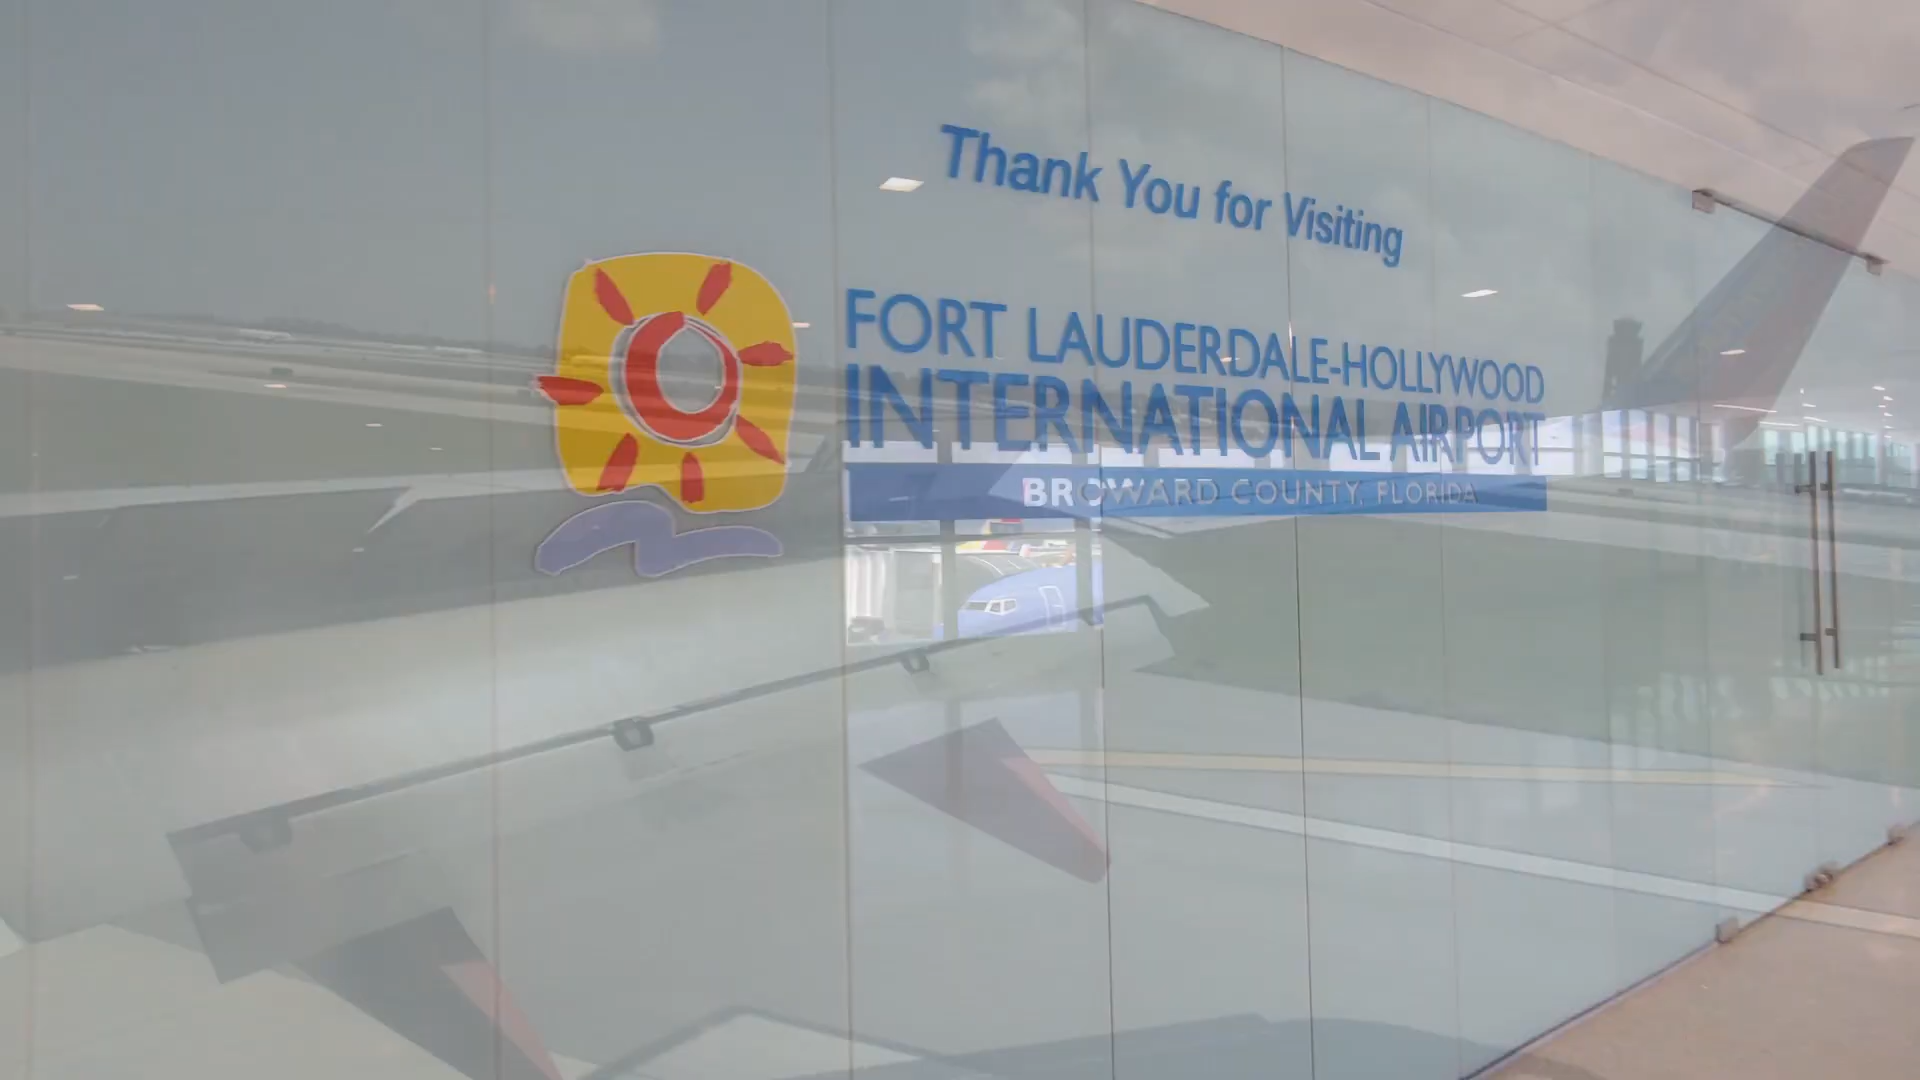 Thank You for Visiting
FORT LAUDERDALE-HOLLYWOOD
INTERNATIONAL AIRPORT
BROWARD COUNTY, FLORIDA